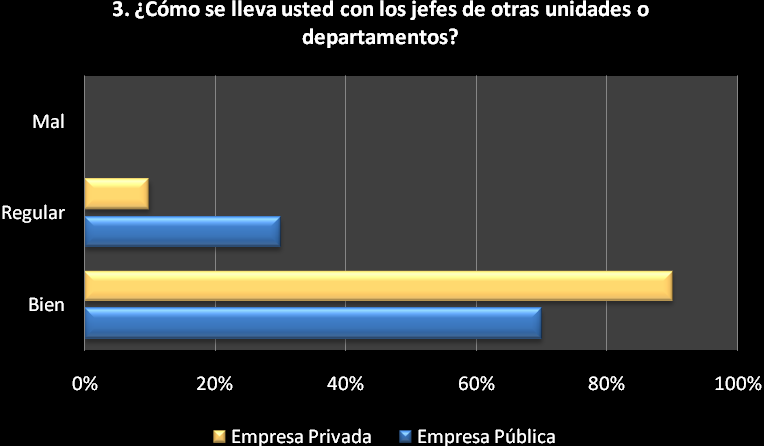 3. ¿Cómo se lleva usted con los jefes de otras unidades o
departamentos?
Mal
Regular
Bien
0% 20% 40% 60% 80% 100%
Empresa Privada Empresa Pública